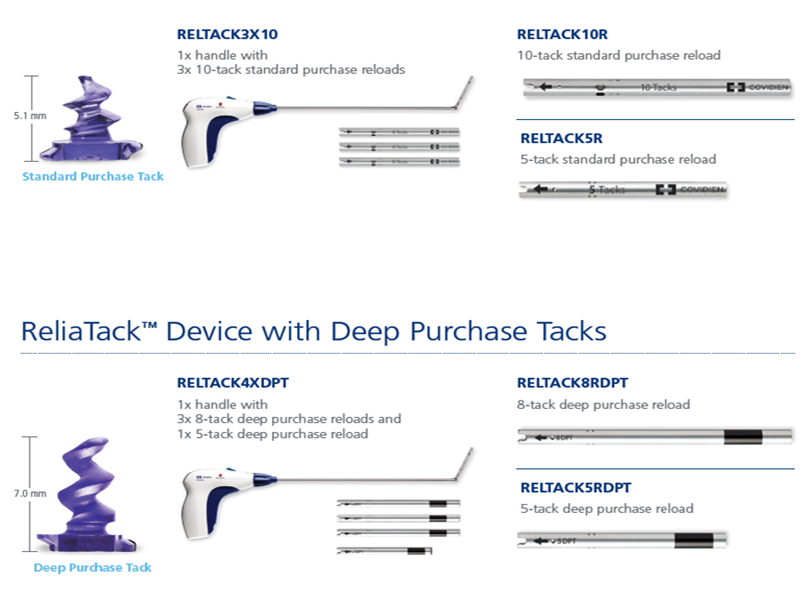 RELTACK3X10
1x handle with
3x 10-tack standard purchase reloads
5.1 mm
Standard Purchase Tack
RELTACK10R
10-tack standard purchase reload
10 Tacks COVIDIEN
RELTACK5R
5-tack standard purchase reload
5 Tacks COVIDIEN
ReliaTack™ Device with Deep Purchase Tacks
RELTACK4XDPT
1x handle with
3x 8-tack deep purchase reloads and
1x 5-tack deep purchase reload
7.0 mm
Deep Purchase Tack
RELTACK8RDPT
8-tack deep purchase reload
8DPT
RELTACK5RDPT
5-tack deep purchase reload
5DPT